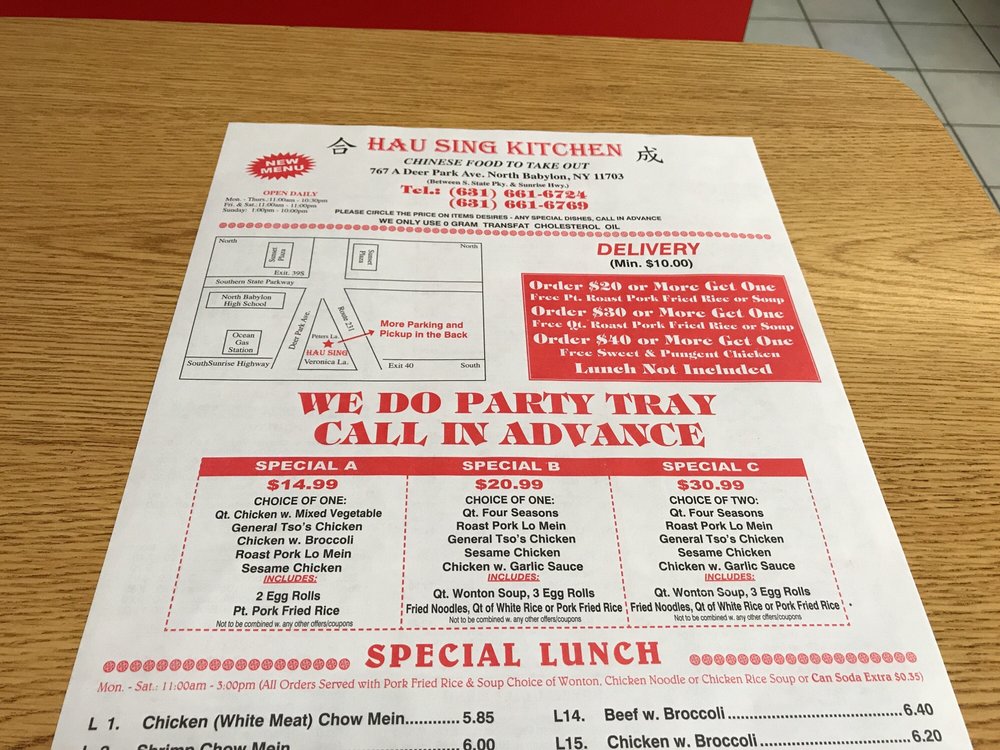 合 HAU SING KITCHEN 成
NEW MENU
CHINESE FOOD TO TAKE OUT
767 A Deer Park Ave. North Babylon, NY 11703
(Between S. State Pky. & Sunrise Hwy.)
Tel.: (631) 661-6724
(631) 661-6769
OPEN DAILY
Mon. - Thurs.:11:00am - 10:30pm
Fri. & Sat.: 11:00am - 11:00pm
Sunday: 1:00pm - 10:00pm
PLEASE CIRCLE THE PRICE ON ITEMS DESIRES - ANY SPECIAL DISHES, CALL IN ADVANCE
WE ONLY USE 0 GRAM TRANSFAT CHOLESTEROL OIL
North
Sunset Plaza
Sunset Plaza
North
Exit. 39S
Southern State Parkway
North Babylon
High School
Deer Park Ave.
Route 231
Peters La.
HAU SING
Veronica La.
Ocean
Gas
Station
SouthSunrise Highway
Exit 40
South
More Parking and
Pickup in the Back
DELIVERY
(Min. $10.00)
Order $20 or More Get One
Free Pt. Roast Pork Fried Rice or Soup
Order $30 or More Get One
Free Qt. Roast Pork Fried Rice or Soup
Order $40 or More Get One
Free Sweet & Pungent Chicken
Lunch Not Included
WE DO PARTY TRAY
CALL IN ADVANCE
SPECIAL A
$14.99
CHOICE OF ONE:
Qt. Chicken w. Mixed Vegetable
General Tso's Chicken
Chicken w. Broccoli
Roast Pork Lo Mein
Sesame Chicken
INCLUDES:
2 Egg Rolls
Pt. Pork Fried Rice
Not to be combined w. any other offers/coupons
SPECIAL B
$20.99
CHOICE OF ONE:
Qt. Four Seasons
Roast Pork Lo Mein
General Tso's Chicken
Sesame Chicken
Chicken w. Garlic Sauce
INCLUDES:
Qt. Wonton Soup, 3 Egg Rolls
Fried Noodles, Qt of White Rice or Pork Fried Rice
Not to be combined w. any other offers/coupons
SPECIAL C
$30.99
CHOICE OF TWO:
Qt. Four Seasons
Roast Pork Lo Mein
General Tso's Chicken
Sesame Chicken
Chicken w. Garlic Sauce
INCLUDES:
Qt. Wonton Soup, 3 Egg Rolls
Fried Noodles, Qt of White Rice or Pork Fried Rice
Not to be combined w. any other offers/coupons
SPECIAL LUNCH
Mon. - Sat.: 11:00am - 3:00pm (All Orders Served with Pork Fried Rice & Soup Choice of Wonton, Chicken Noodle or Chicken Rice Soup or Can Soda Extra $0.35)
L 1. Chicken (White Meat) Chow Mein............ 5.85
L 2. Shrimp Chow Mein 6.00
L14. Beef w. Broccoli .................................... 6.40
L15. Chicken w. Broccoli .............................. 6.20